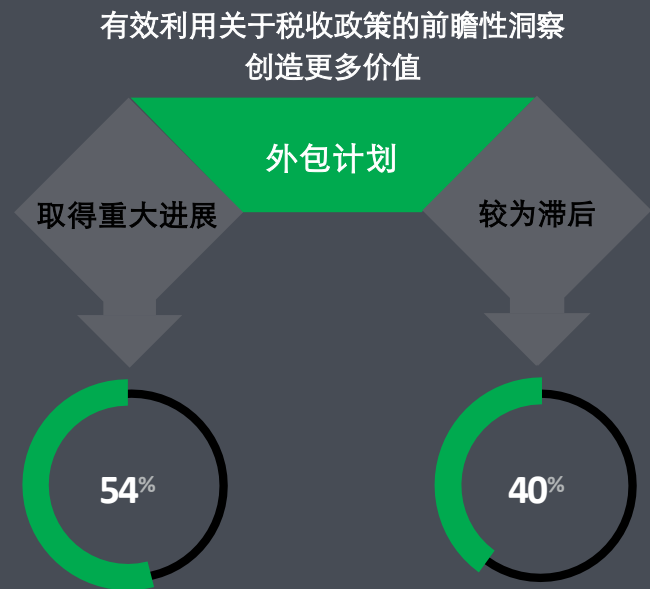 有效利用关于税收政策的前瞻性洞察
创造更多价值
外包计划
取得重大进展
较为滞后
54%
40%